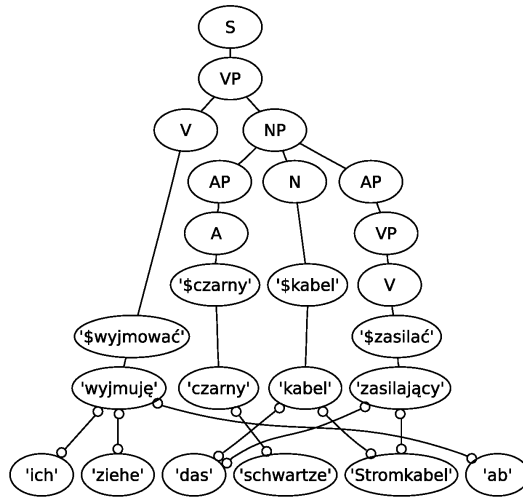 S
VP
V NP
AP N AP
A VP
'$czarny' '$kabel' V
'$wyjmować' '$zasilać'
'wyjmuję' 'czarny' 'kabel' 'zasilający'
'ich' 'ziehe' 'das' 'schwartze' 'Stromkabel' 'ab'